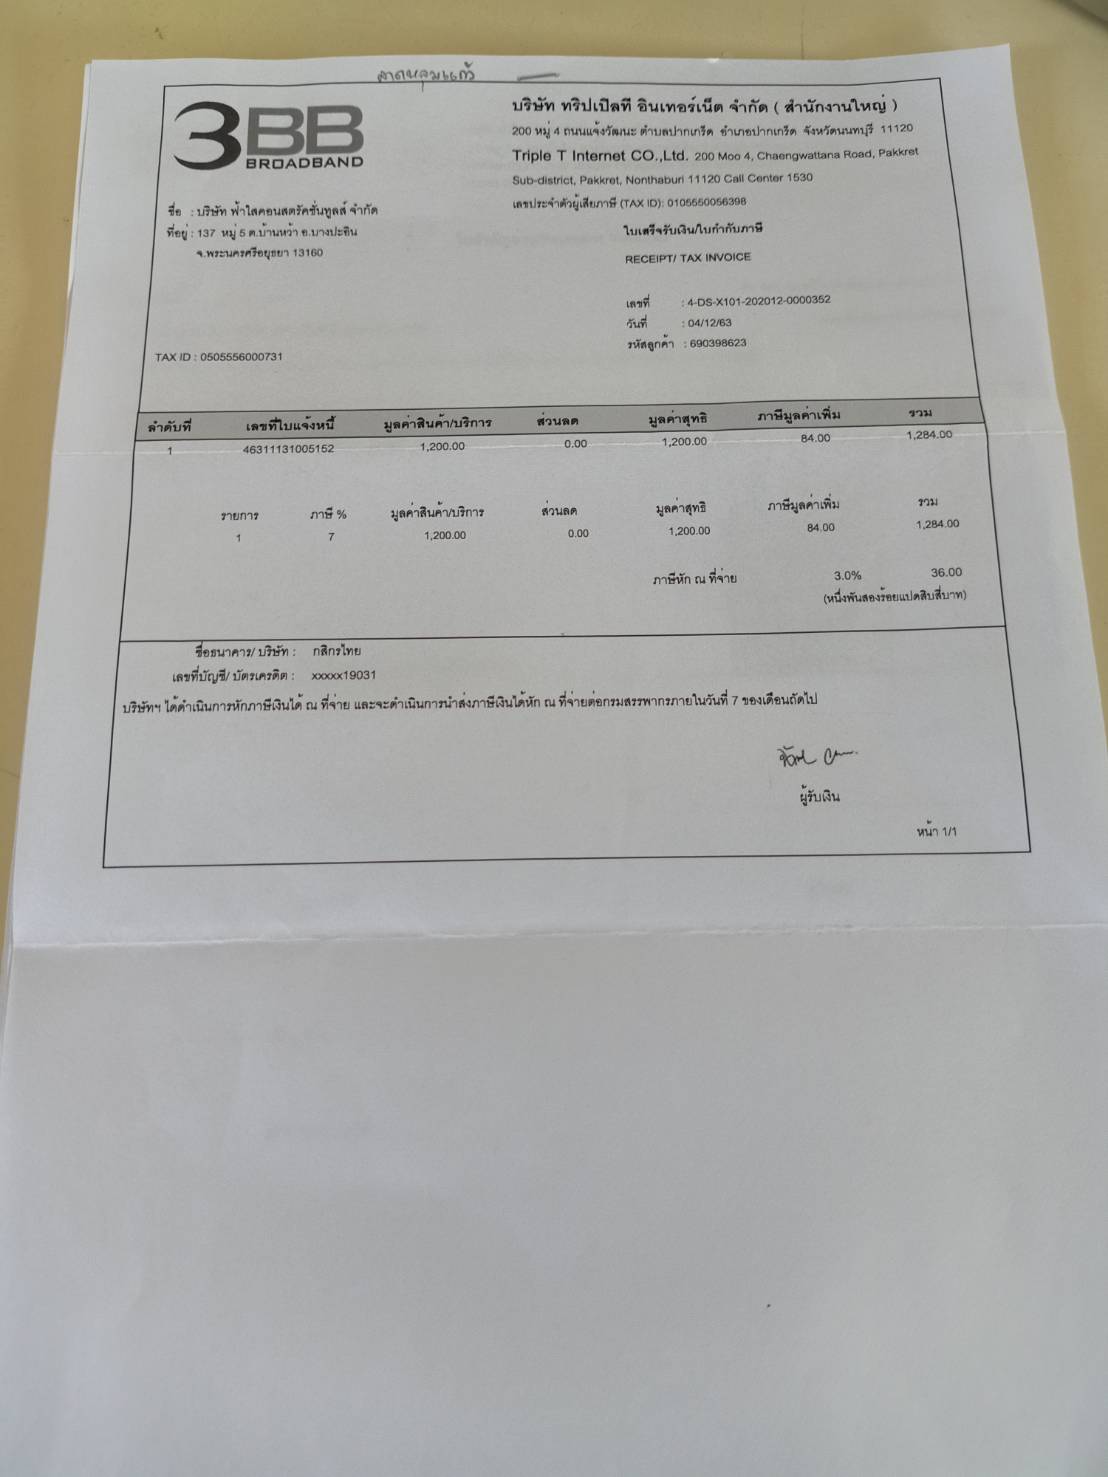 ลาดหลุมแก้ว
3BB
BROADBAND
บริษัท ทริปเปิลที อินเทอร์เน็ต จำกัด ( สำนักงานใหญ่ )
200 หมู่ 4 ถนนแจ้งวัฒนะ ตำบลปากเกร็ด อำเภอปากเกร็ด จังหวัดนนทบุรี 11120
Triple T Internet CO.,Ltd. 200 Moo 4, Chaengwattana Road, Pakkret
Sub-district, Pakkret, Nonthaburi 11120 Call Center 1530
เลขประจำตัวผู้เสียภาษี (TAX ID): 0105550056398
ชื่อ : บริษัท ฟ้าใสคอนสตรัคชั่นทูลส์ จำกัด
ที่อยู่ : 137 หมู่ 5 ต.บ้านหว้า อ.บางปะอิน
จ.พระนครศรีอยุธยา 13160
ใบเสร็จรับเงิน/ใบกำกับภาษี
RECEIPT/ TAX INVOICE
เลขที่ : 4-DS-X101-202012-0000352
วันที่ : 04/12/63
รหัสลูกค้า : 690398623
TAX ID : 0505556000731
ลำดับที่ เลขที่ใบแจ้งหนี้ มูลค่าสินค้า/บริการ ส่วนลด มูลค่าสุทธิ ภาษีมูลค่าเพิ่ม รวม
1 46311131005152 1,200.00 0.00 1,200.00 84.00 1,284.00
รายการ ภาษี % มูลค่าสินค้า/บริการ ส่วนลด มูลค่าสุทธิ ภาษีมูลค่าเพิ่ม รวม
1 7 1,200.00 0.00 1,200.00 84.00 1,284.00
ภาษีหัก ณ ที่จ่าย 3.0% 36.00
(หนึ่งพันสองร้อยแปดสิบสี่บาท)
ชื่อธนาคาร/ บริษัท : กสิกรไทย
เลขที่บัญชี/ บัตรเครดิต : xxxxx19031
บริษัทฯ ได้ดำเนินการหักภาษีเงินได้ ณ ที่จ่าย และจะดำเนินการนำส่งภาษีเงินได้หัก ณ ที่จ่ายต่อกรมสรรพากรภายในวันที่ 7 ของเดือนถัดไป
ผู้รับเงิน
หน้า 1/1